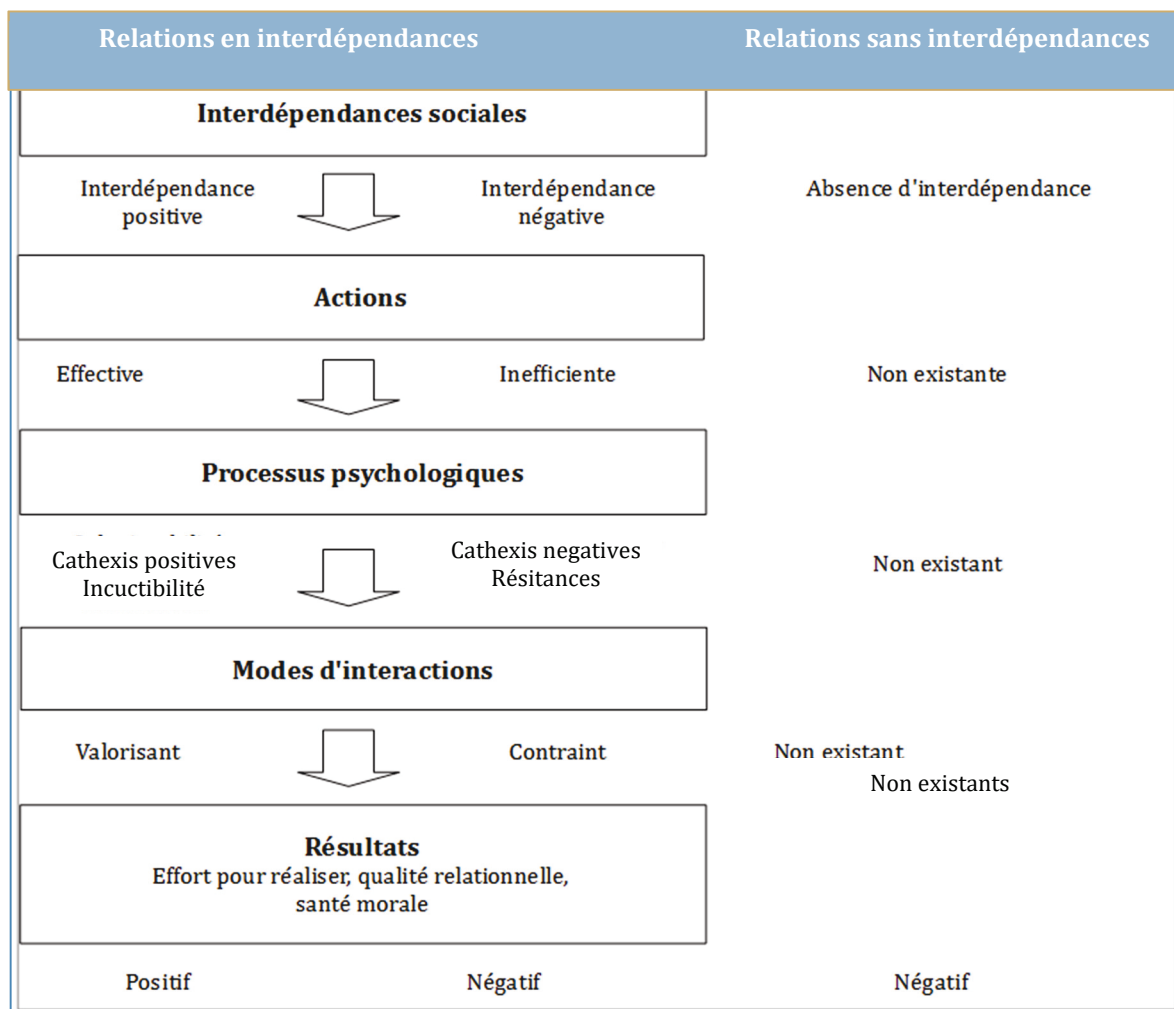 Relations en interdépendances
Relations sans interdépendances
Interdépendances sociales
Interdépendance
positive
Interdépendance
négative
Absence d'interdépendance
Actions
Effective
Inefficiente
Non existante
Processus psychologiques
Cathexis positives
Incuctibilité
Cathexis negatives
Résitances
Non existant
Modes d'interactions
Valorisant
Contraint
Non existant
Non existants
Résultats
Effort pour réaliser, qualité relationnelle,
santé morale
Positif
Négatif
Négatif